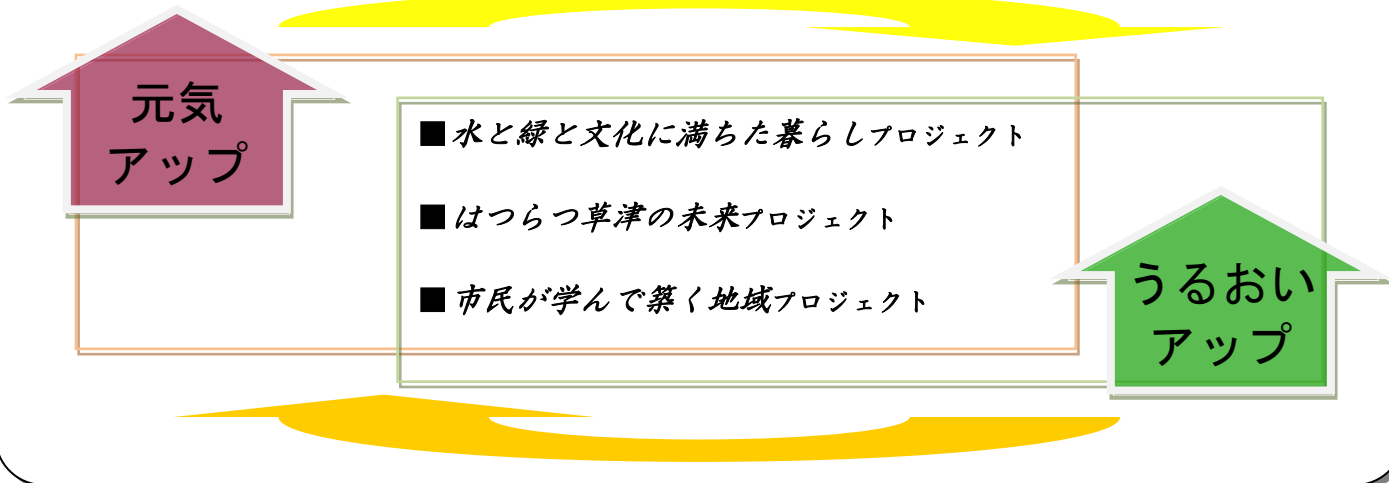 元気
アップ
■水と緑と文化に満ちた暮らしプロジェクト
■はつらつ草津の未来プロジェクト
■市民が学んで築く地域プロジェクト
うるおい
アップ